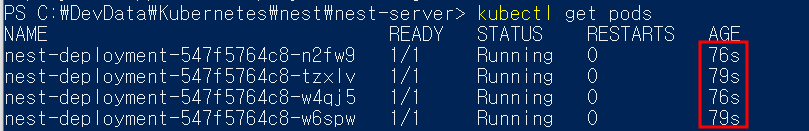 PS C:₩DevData₩Kubernetes₩nest₩nest-server> kubectl get pods
NAME READY STATUS RESTARTS AGE
nest-deployment-547f5764c8-n2fw9 1/1 Running 0 76s
nest-deployment-547f5764c8-tzxlv 1/1 Running 0 79s
nest-deployment-547f5764c8-w4qj5 1/1 Running 0 76s
nest-deployment-547f5764c8-w6spw 1/1 Running 0 79s